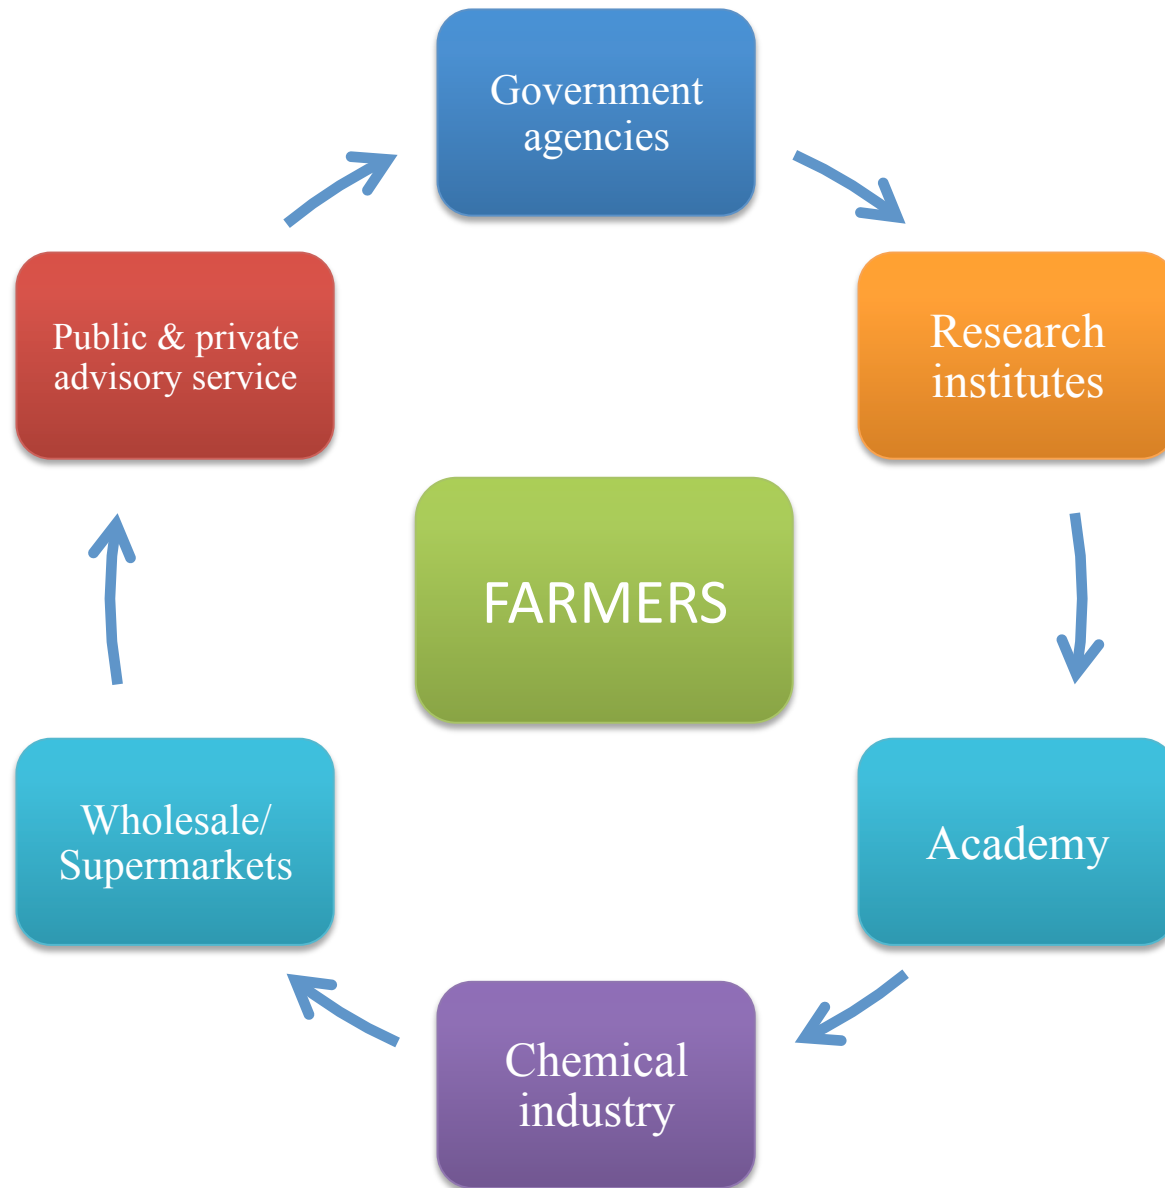 Government
agencies
Public & private
advisory service
Research
institutes
FARMERS
Wholesale/
Supermarkets
Academy
Chemical
industry